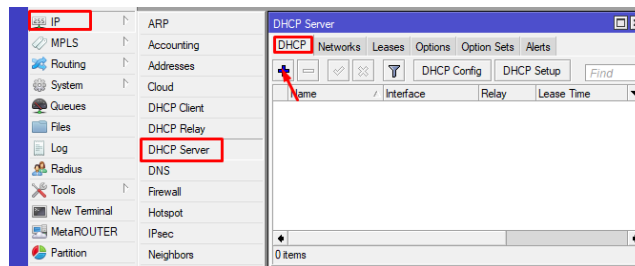 IP
MPLS
Routing
System
Queues
Files
Log
Radius
Tools
New Terminal
MetaROUTER
Partition
ARP
Accounting
Addresses
Cloud
DHCP Client
DHCP Relay
DHCP Server
DNS
Firewall
Hotspot
IPsec
Neighbors
DHCP Server
DHCP Networks Leases Options Option Sets Alerts
DHCP Config DHCP Setup Find
Name / Interface Relay Lease Time
0 items